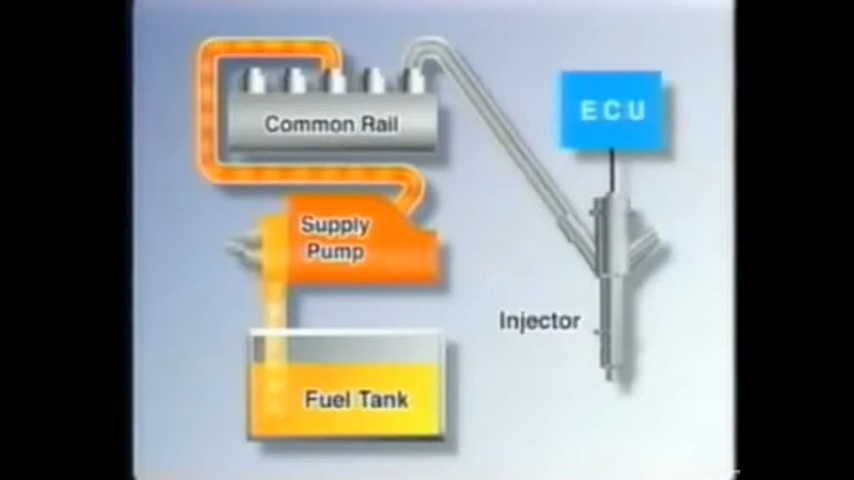 Common Rail
ECU
Supply
Pump
Injector
Fuel Tank